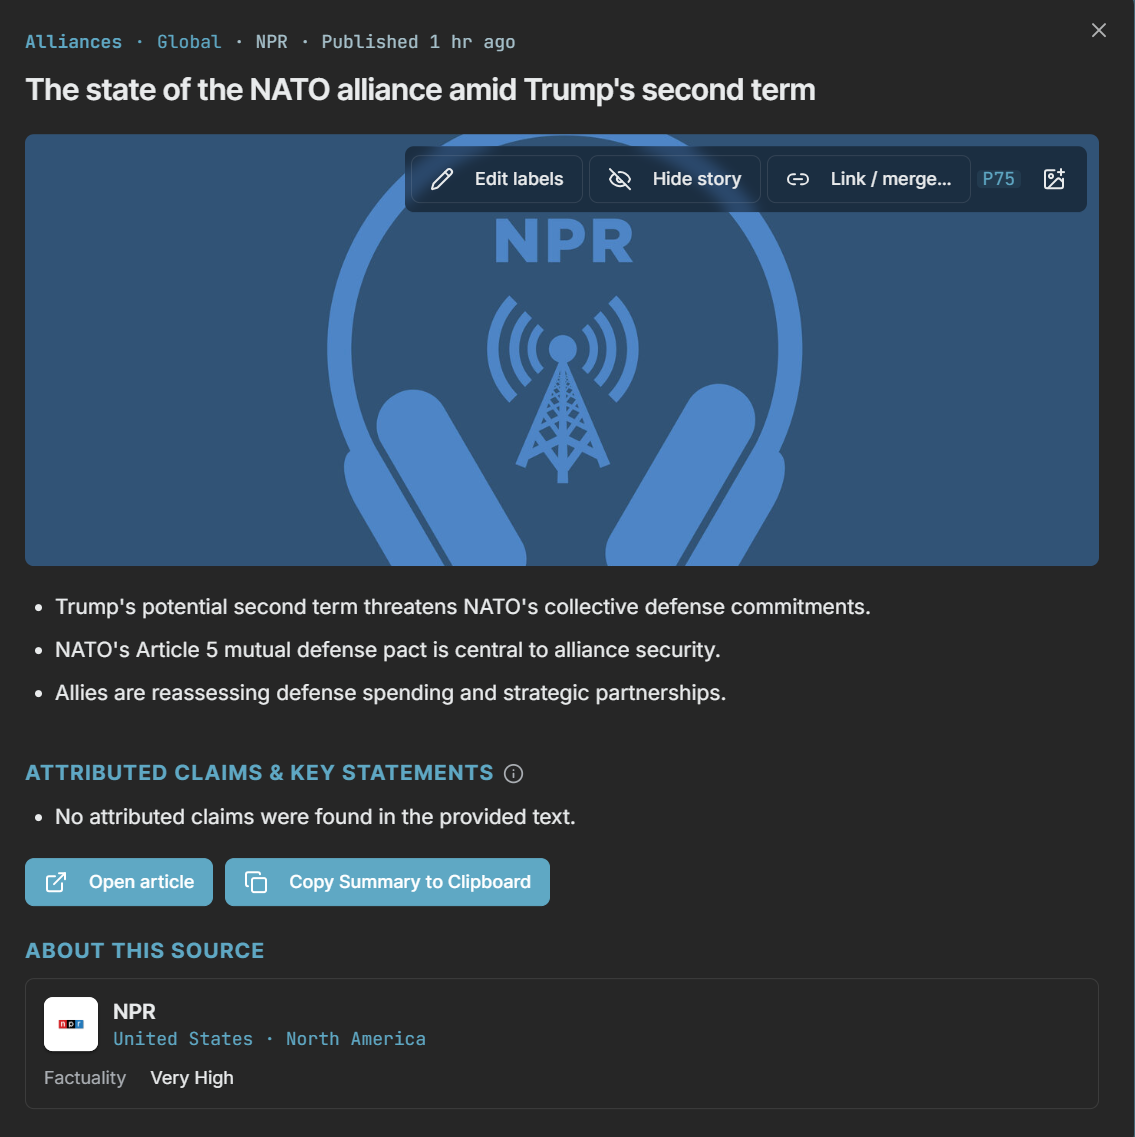 Alliances · Global · NPR · Published 1 hr ago
The state of the NATO alliance amid Trump's second term
Edit labels
Hide story
Link / merge...
P75
NPR
• Trump's potential second term threatens NATO's collective defense commitments.
• NATO's Article 5 mutual defense pact is central to alliance security.
• Allies are reassessing defense spending and strategic partnerships.
ATTRIBUTED CLAIMS & KEY STATEMENTS
• No attributed claims were found in the provided text.
Open article
Copy Summary to Clipboard
ABOUT THIS SOURCE
npr
NPR
United States · North America
Factuality Very High